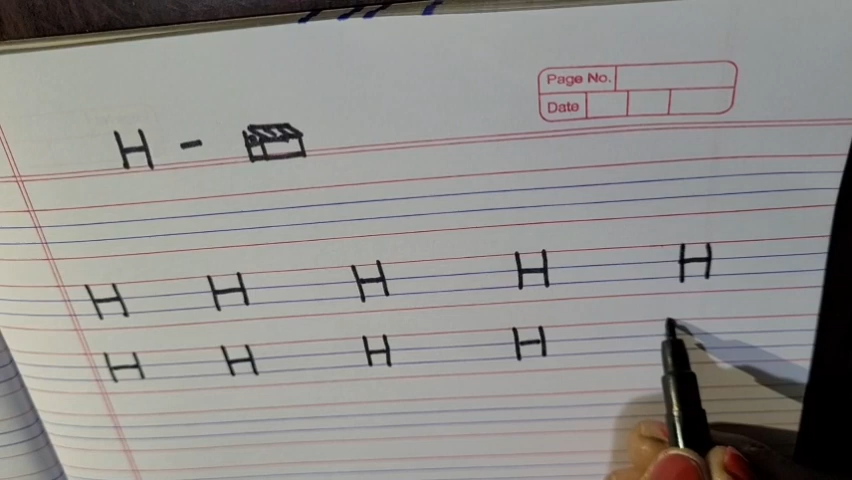 Page No.
Date
H -
H H H H H
H H H H